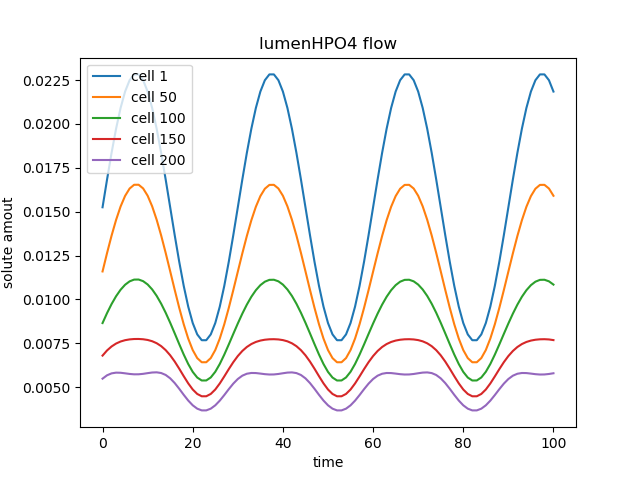 lumenHPO4 flow
solute amout
0.0225
0.0200
0.0175
0.0150
0.0125
0.0100
0.0075
0.0050
cell 1
cell 50
cell 100
cell 150
cell 200
0 20 40 60 80 100
time